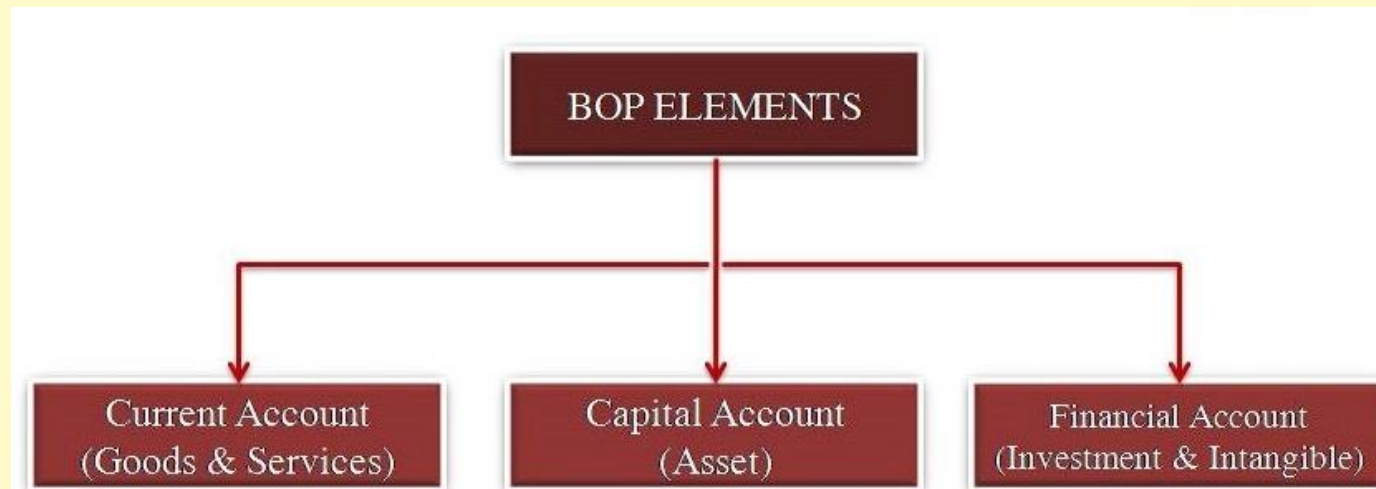 BOP ELEMENTS
Current Account
(Goods & Services)
Capital Account
(Asset)
Financial Account
(Investment & Intangible)